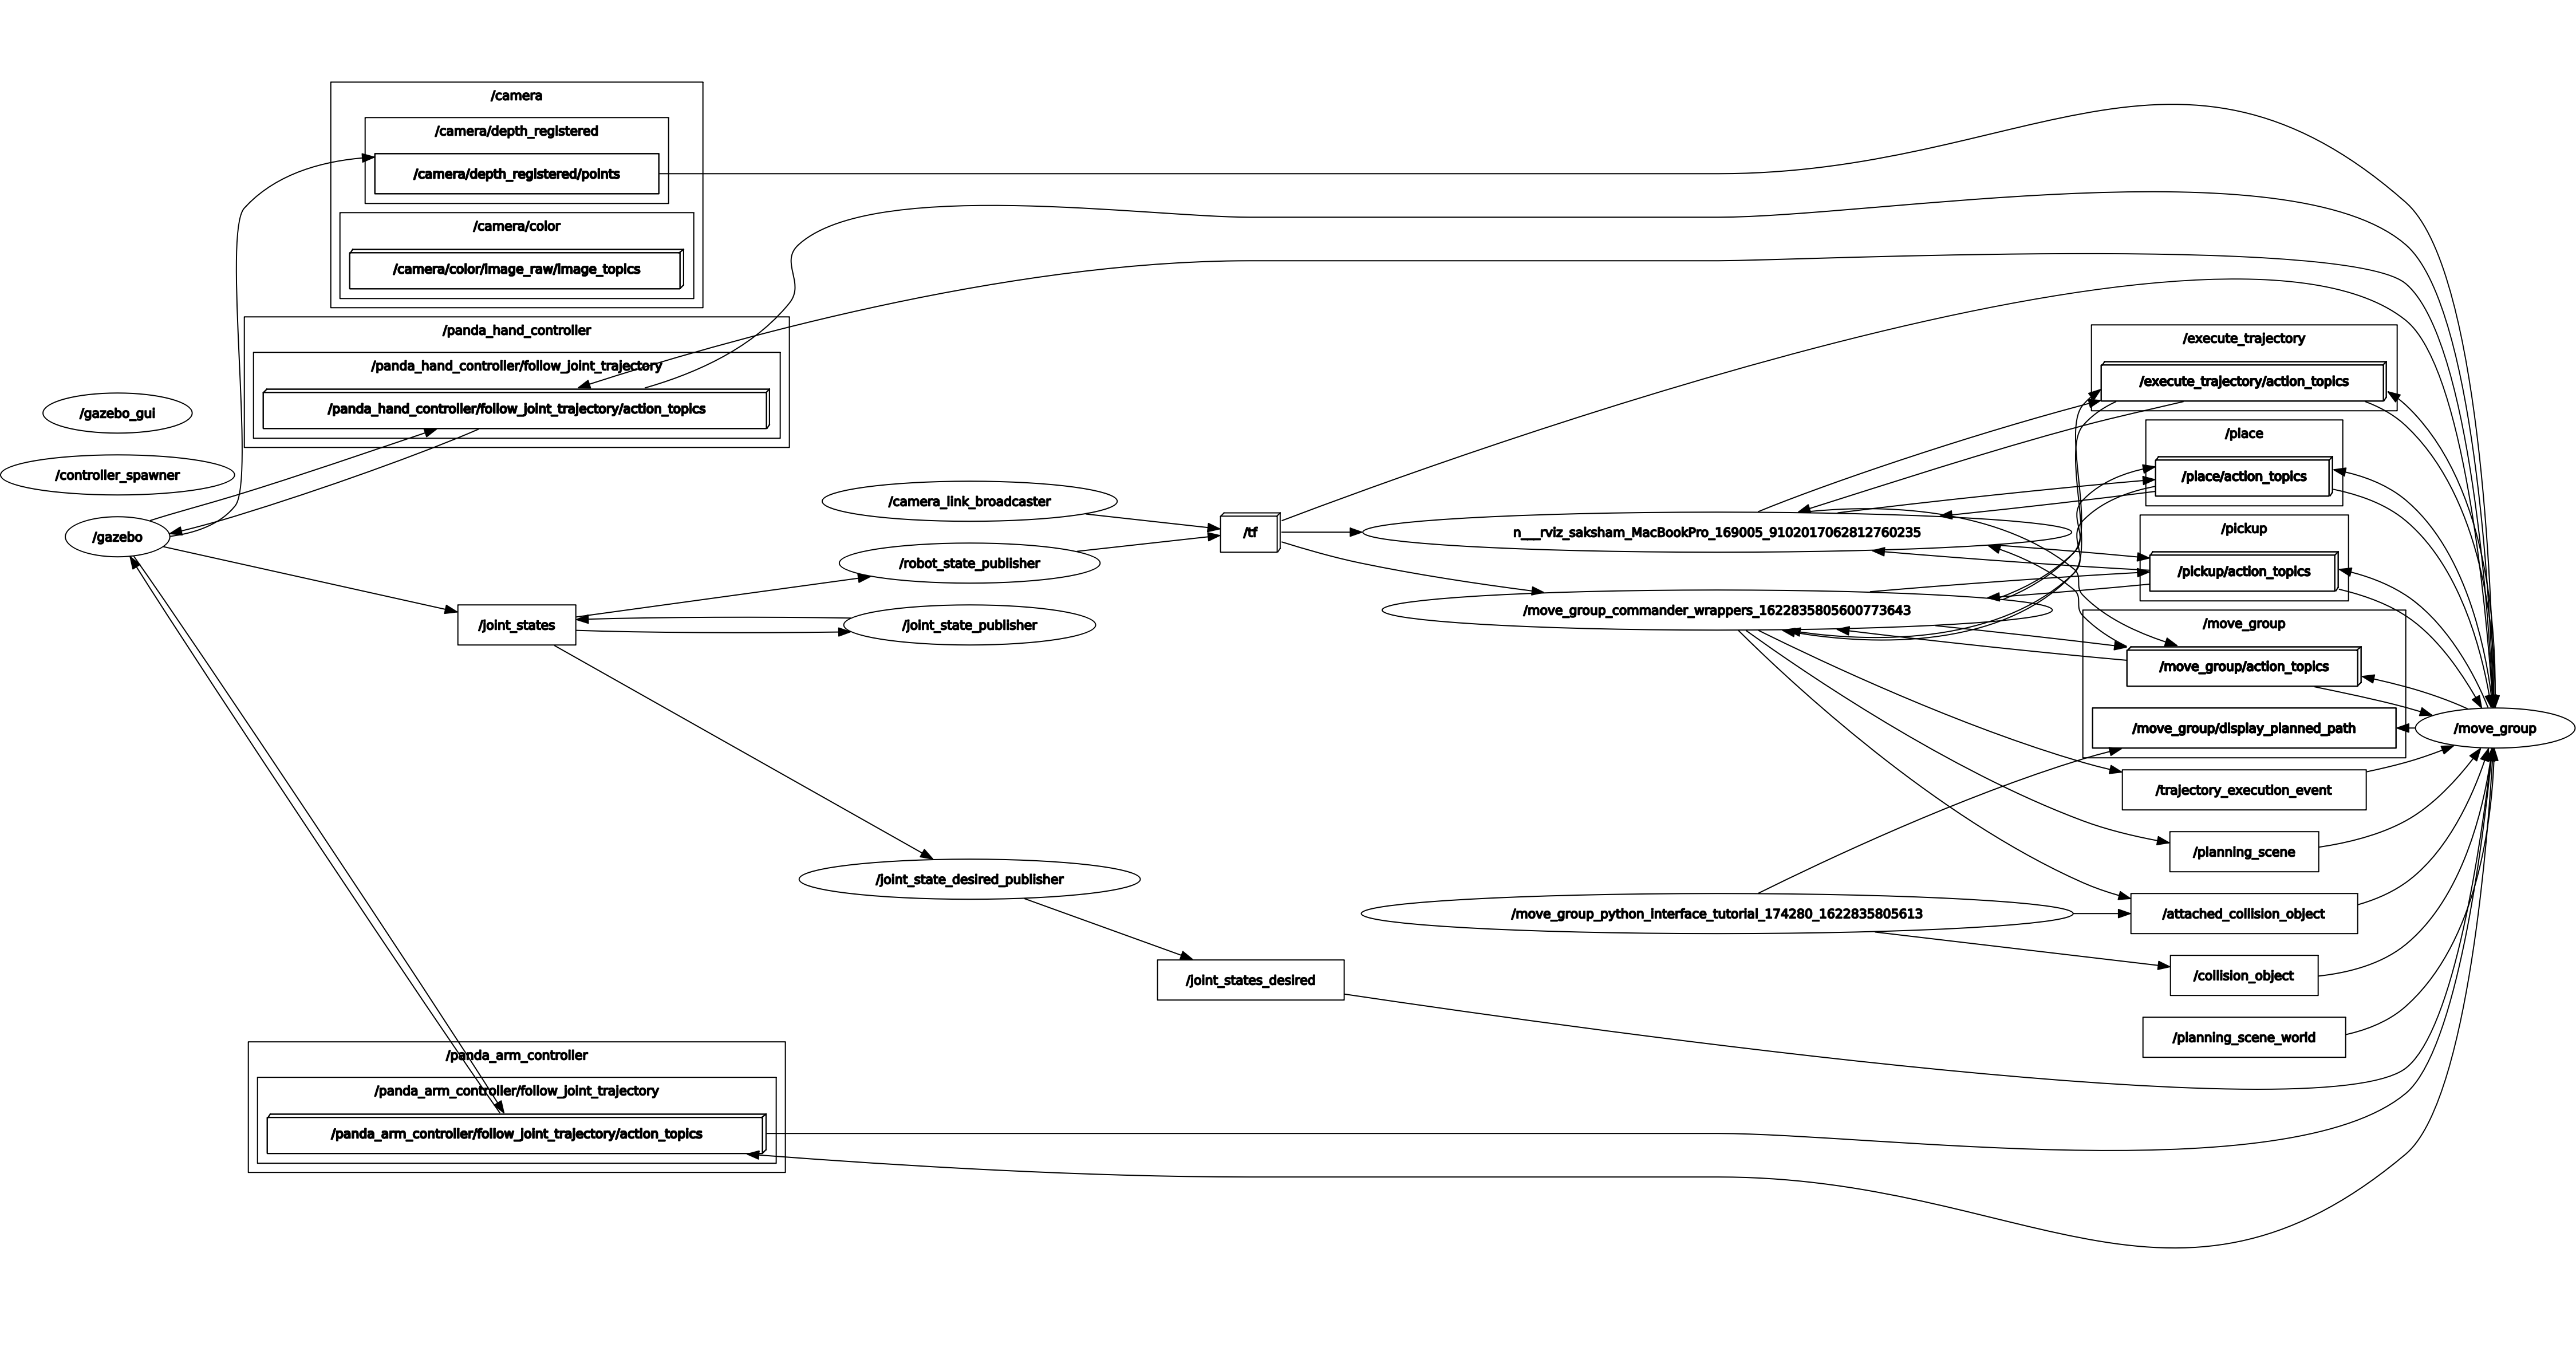 /camera
/camera/depth_registered
/camera/depth_registered/points
/camera/color
/camera/color/image_raw/image_topics
/panda_hand_controller
/panda_hand_controller/follow_joint_trajectory
/panda_hand_controller/follow_joint_trajectory/action_topics
/gazebo_gui
/controller_spawner
/gazebo
/joint_states
/camera_link_broadcaster
/robot_state_publisher
/joint_state_publisher
/tf
n___rviz_saksham_MacBookPro_169005_9102017062812760235
/move_group_commander_wrappers_1622835805600773643
/execute_trajectory
/execute_trajectory/action_topics
/place
/place/action_topics
/pickup
/pickup/action_topics
/move_group
/move_group/action_topics
/move_group/display_planned_path
/move_group
/trajectory_execution_event
/planning_scene
/joint_state_desired_publisher
/move_group_python_interface_tutorial_174280_1622835805613
/attached_collision_object
/joint_states_desired
/collision_object
/planning_scene_world
/panda_arm_controller
/panda_arm_controller/follow_joint_trajectory
/panda_arm_controller/follow_joint_trajectory/action_topics